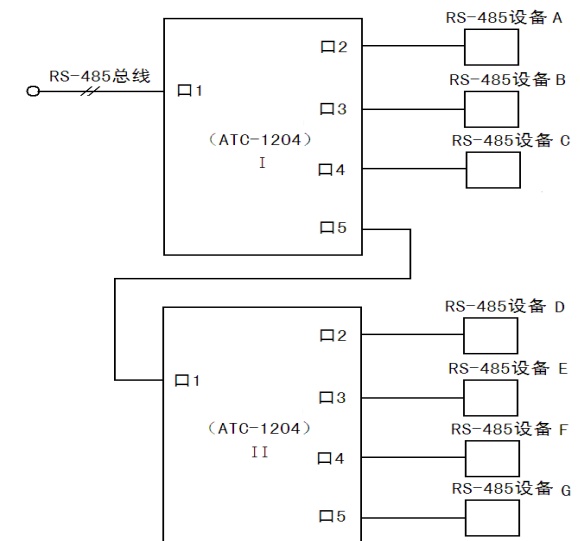 RS-485设备 A
口2
RS-485总线
口1
RS-485设备 B
口3
(ATC-1204)
I
RS-485设备 C
口4
口5
RS-485设备 D
口2
口1
RS-485设备 E
口3
(ATC-1204)
II
RS-485设备 F
口4
RS-485设备 G
口5